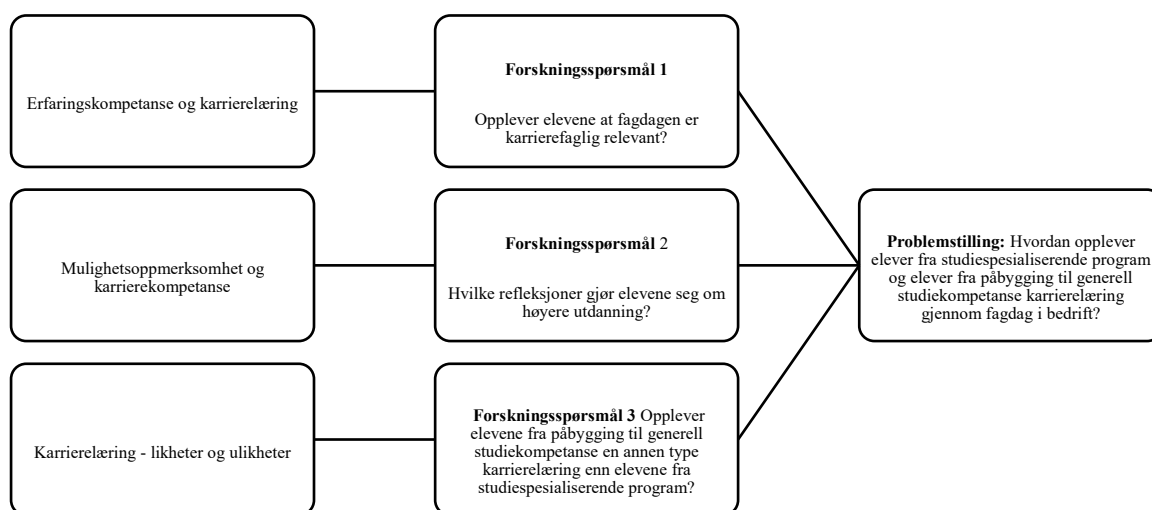 Erfaringskompetanse og karrierelæring
Forskningsspørsmål 1
Opplever elevene at fagdagen er
karrierefaglig relevant?
Mulighetsoppmerksomhet og
karrierekompetanse
Forskningsspørsmål 2
Hvilke refleksjoner gjør elevene seg om
høyere utdanning?
Karrierelæring - likheter og ulikheter
Forskningsspørsmål 3 Opplever
elevene fra påbygging til generell
studiekompetanse en annen type
karrierelæring enn elevene fra
studiespesialiserende program?
Problemstilling: Hvordan opplever
elever fra studiespesialiserende program
og elever fra påbygging til generell
studiekompetanse karrierelæring
gjennom fagdag i bedrift?